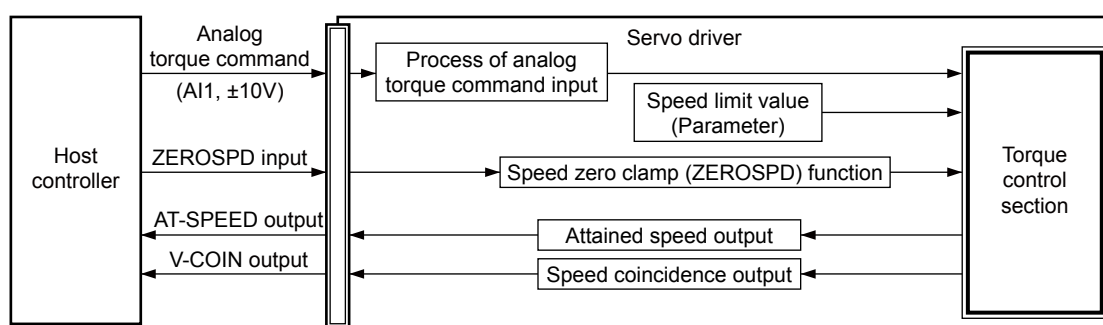 Analog
torque command
(AI1, ±10V)
Servo driver
Process of analog
torque command input
Speed limit value
(Parameter)
Host
controller
ZEROSPD input
Speed zero clamp (ZEROSPD) function
Torque
control
section
AT-SPEED output
Attained speed output
V-COIN output
Speed coincidence output